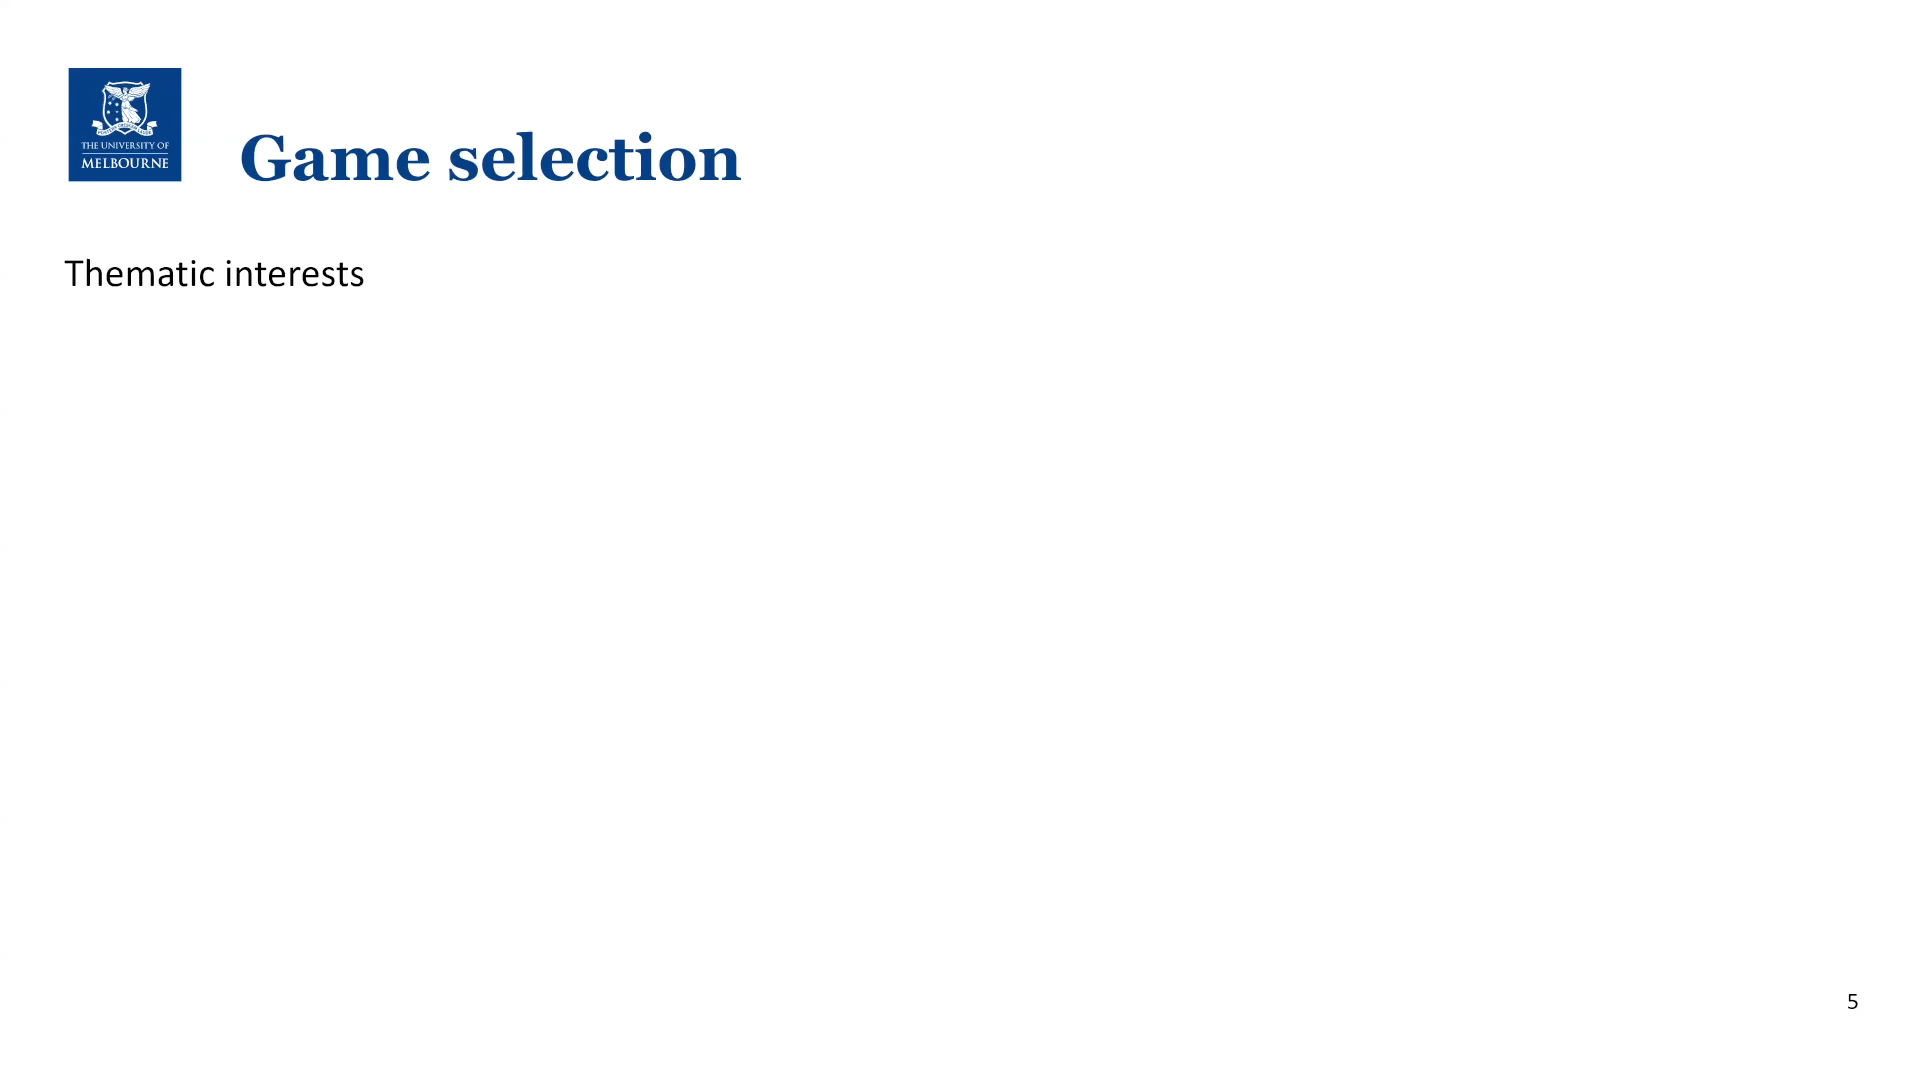 THE UNIVERSITY OF
MELBOURNE
Game selection
Thematic interests
5